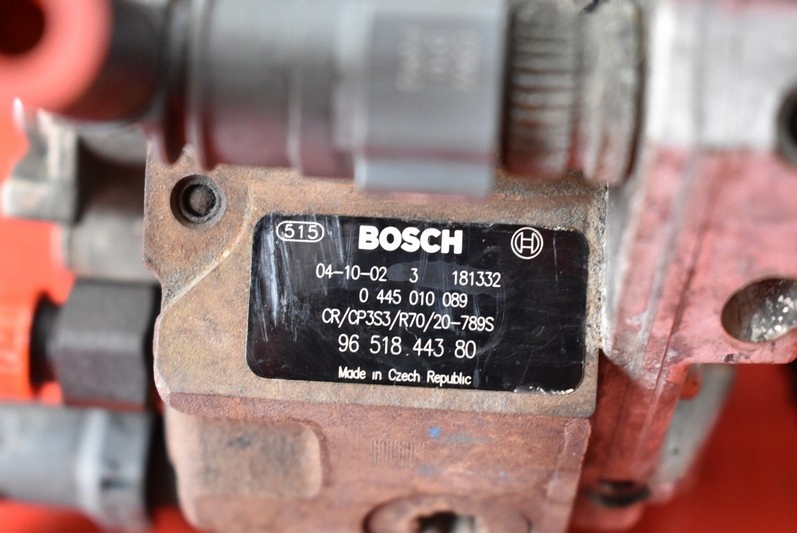 515 BOSCH
04-10-02 3 181332
0 445 010 089
CR/CP3S3/R70/20-789S
96 518 443 80
Made in Czech Republic